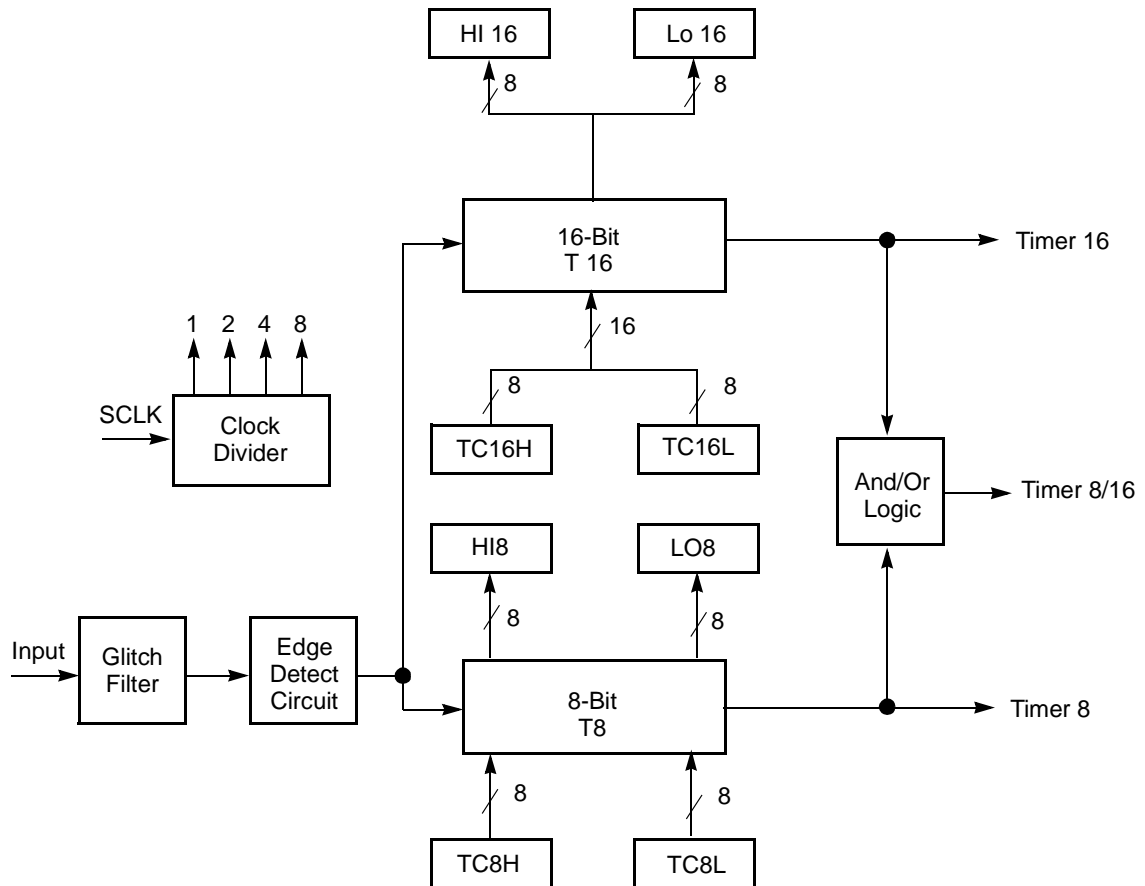 HI 16
Lo 16
8
8
16-Bit
T 16
Timer 16
16
1
2
4
8
SCLK
Clock
Divider
8
8
TC16H
TC16L
And/Or
Logic
Timer 8/16
HI8
LO8
8
8
Input
Glitch
Filter
Edge
Detect
Circuit
8-Bit
T8
Timer 8
8
8
TC8H
TC8L